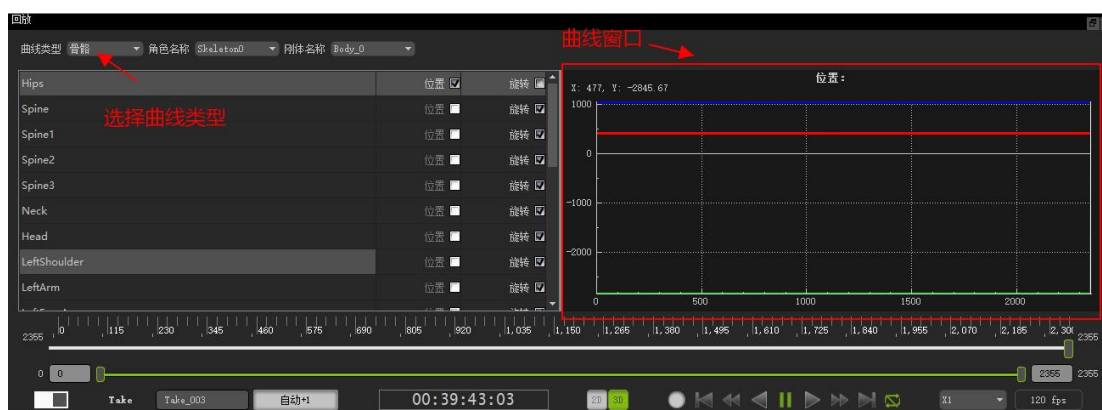 回放
曲线类型 骨骼 角色名称 Skeleton0 刚体名称 Body_0
曲线窗口
选择曲线类型
Hips 位置 旋转
Spine 位置 旋转
Spine1 位置 旋转
Spine2 位置 旋转
Spine3 位置 旋转
Neck 位置 旋转
Head 位置 旋转
LeftShoulder 位置 旋转
LeftArm 位置 旋转
位置：
X: 477, Y: -2845.67
1000
0
-1000
-2000
0 500 1000 1500 2000
2355 0 115 230 345 460 575 690 805 920 1,035 1,150 1,265 1,380 1,495 1,610 1,725 1,840 1,955 2,070 2,185 2,30 2355
0 0 2355 2355
Take Take_003 自动+1 00:39:43:03 2D 3D X1 120 fps